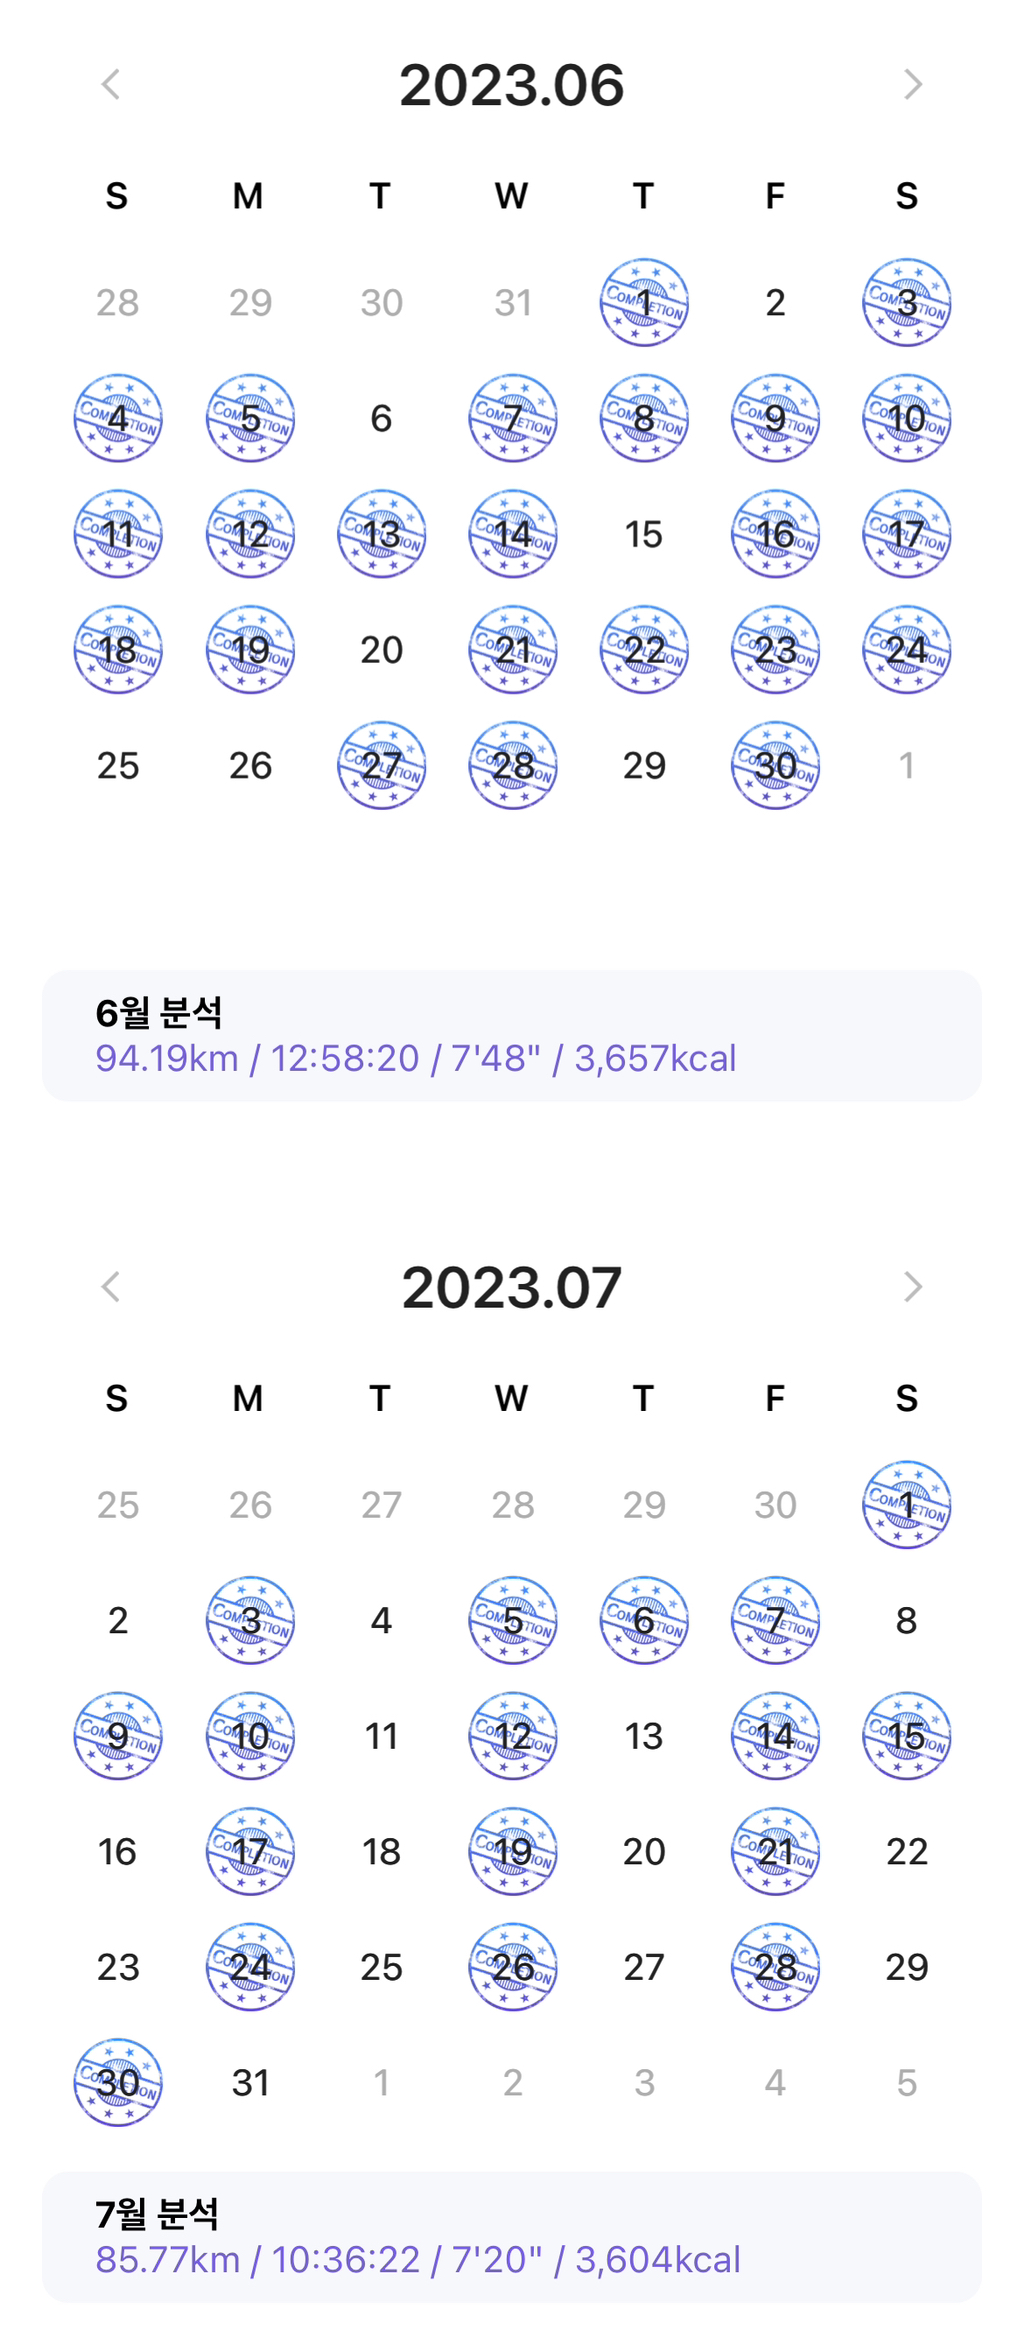 2023.06
S M T W T F S
28 29 30 31 1 2 3
4 5 6 7 8 9 10
11 12 13 14 15 16 17
18 19 20 21 22 23 24
25 26 27 28 29 30 1
6월 분석
94.19km / 12:58:20 / 7'48" / 3,657kcal
2023.07
S M T W T F S
25 26 27 28 29 30 1
2 3 4 5 6 7 8
9 10 11 12 13 14 15
16 17 18 19 20 21 22
23 24 25 26 27 28 29
30 31 1 2 3 4 5
7월 분석
85.77km / 10:36:22 / 7'20" / 3,604kcal